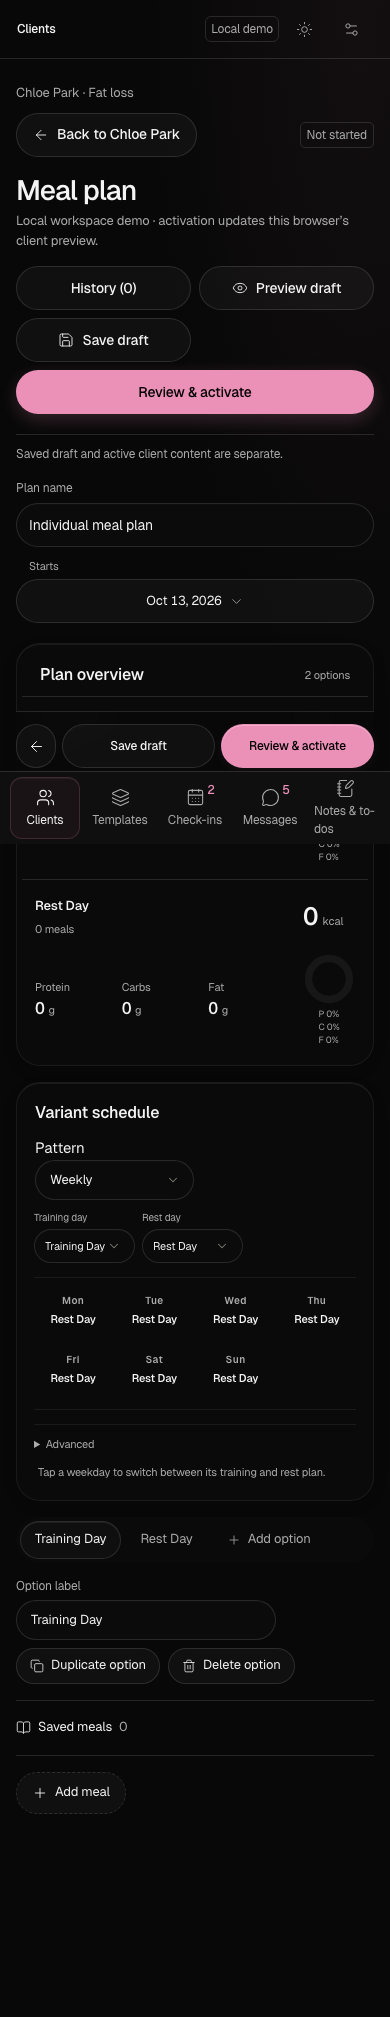 Clients
Local demo
Chloe Park · Fat loss
Back to Chloe Park
Not started
Meal plan
Local workspace demo · activation updates this browser's
client preview.
History (0)
Preview draft
Save draft
Review & activate
Saved draft and active client content are separate.
Plan name
Individual meal plan
Starts
Oct 13, 2026
Plan overview
2 options
Save draft
Review & activate
Clients
Templates
2
Check-ins
5
Messages
Notes & to-
dos
C 0%
F 0%
Rest Day
0 meals
0 kcal
Protein
Carbs
Fat
0 g
0 g
0 g
P 0%
C 0%
F 0%
Variant schedule
Pattern
Weekly
Training day
Rest day
Training Day
Rest Day
Mon
Tue
Wed
Thu
Rest Day
Rest Day
Rest Day
Rest Day
Fri
Sat
Sun
Rest Day
Rest Day
Rest Day
Advanced
Tap a weekday to switch between its training and rest plan.
Training Day
Rest Day
Add option
Option label
Training Day
Duplicate option
Delete option
Saved meals 0
Add meal